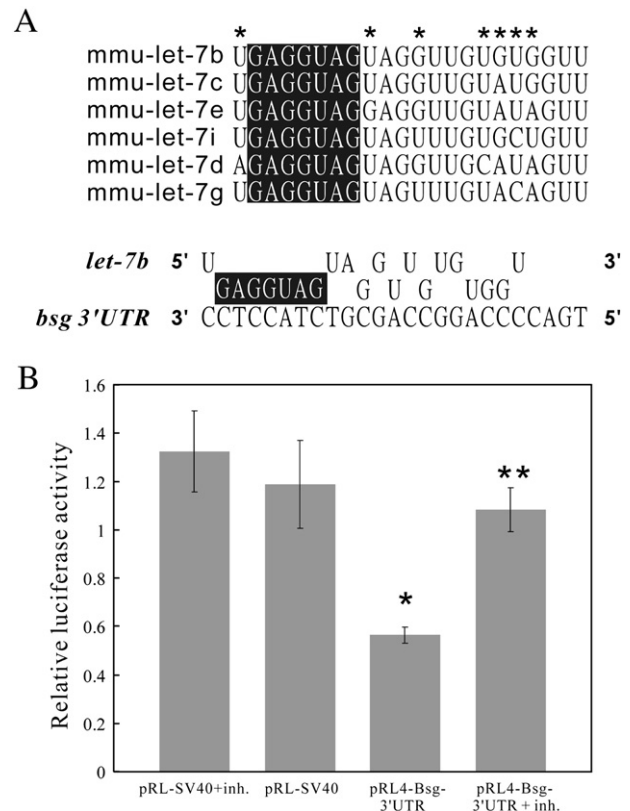 A
* * * ****
mmu-let-7b UGAGGUAGUAGGUUGUGUGGUU
mmu-let-7c UGAGGUAGUAGGUUGUAUGGUU
mmu-let-7e UGAGGUAGGAGGUUGUAUAGUU
mmu-let-7i UGAGGUAGUAGUUUGUGCUGUU
mmu-let-7d AGAGGUAGUAGGUUGCAUAGUU
mmu-let-7g UGAGGUAGUAGUUUGUACAGUU
let-7b 5' U UA G U UG U 3'
GAGGUAG G U G UGG
bsg 3'UTR 3' CCTCCATCTGCGACCGGACCCCAGT 5'
B
1.6
1.4
1.2
1
0.8
0.6
0.4
0.2
0
Relative luciferase activity
*
**
pRL-SV40+inh.
pRL-SV40
pRL4-Bsg-
3'UTR
pRL4-Bsg-
3'UTR + inh.